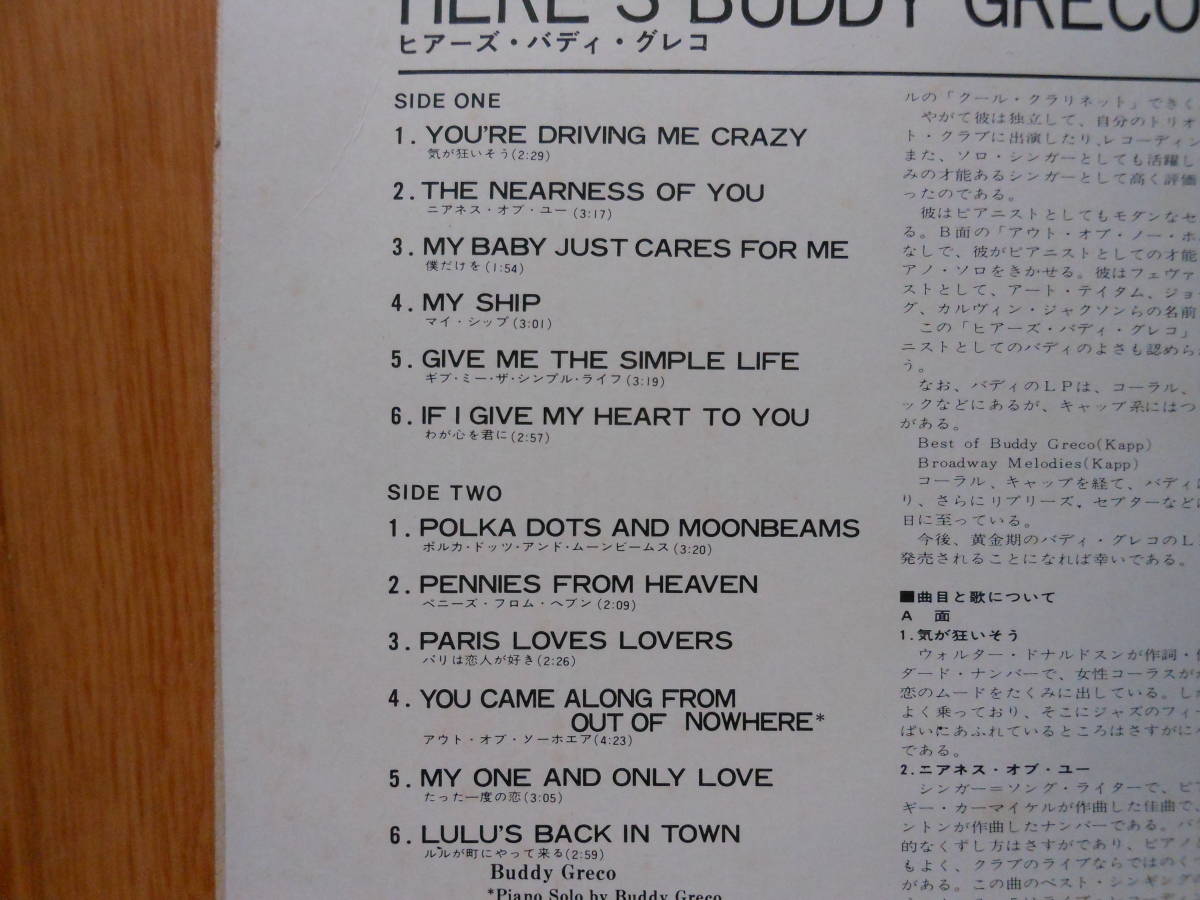 HERE'S BUDDY GRECO
ヒアーズ・バディ・グレコ
SIDE ONE
1. YOU'RE DRIVING ME CRAZY
気が狂いそう(2:29)
2. THE NEARNESS OF YOU
ニアネス・オブ・ユー(3:17)
3. MY BABY JUST CARES FOR ME
僕だけを(1:54)
4. MY SHIP
マイ・シップ(3:01)
5. GIVE ME THE SIMPLE LIFE
ギブ・ミー・ザ・シンプル・ライフ(3:19)
6. IF I GIVE MY HEART TO YOU
わが心を君に(2:57)
SIDE TWO
1. POLKA DOTS AND MOONBEAMS
ポルカ・ドッツ・アンド・ムーンビームス(3:20)
2. PENNIES FROM HEAVEN
ペニーズ・フロム・ヘブン(2:09)
3. PARIS LOVES LOVERS
パリは恋人が好き(2:26)
4. YOU CAME ALONG FROM
OUT OF NOWHERE*
アウト・オブ・ノーホエア(4:23)
5. MY ONE AND ONLY LOVE
たった一度の恋(3:05)
6. LULU'S BACK IN TOWN
ルルが町にやって来る(2:59)
Buddy Greco
*Piano Solo by Buddy Greco
ルの「クール・クラリネット」できく
やがて彼は独立して、自分のトリオ
ト・クラブに出演したり、レコーディン
また、ソロ・シンガーとしても活躍し
みの才能あるシンガーとして高く評価
ったのである。
彼はピアニストとしてもモダンなセ
る。B面の「アウト・オブ・ノー・ホ
なしで、彼がピアニストとしての才能
アノ・ソロをきかせる。彼はフェヴァ
ストとして、アート・テイタム、ジョ
グ、カルヴィン・ジャクソンらの名前
この「ヒアーズ・バディ・グレコ」
ニストとしてのバディのよさも認めら
う。
なお、バディのLPは、コーラル、
ックなどにあるが、キャップ系にはつ
がある。
Best of Buddy Greco(Kapp)
Broadway Melodies(Kapp)
コーラル、キャップを経て、バディは
り、さらにリプリーズ、セプターなど
日に至っている。
今後、黄金期のバディ・グレコのL
発売されることになれば幸いである。
■曲目と歌について
A 面
1.気が狂いそう
ウォルター・ドナルドスンが作詞・
ダード・ナンバーで、女性コーラスが
恋のムードをたくみに出している。し
よく乗っており、そこにジャズのフィー
ぱいにあふれているところはさすがに
である。
2.ニアネス・オブ・ユー
シンガー=ソング・ライターで、ピ
ギー・カーマイケルが作曲した佳曲で、
ントンが作曲したナンバーである。バ
的なくずし方はさすがであり、ピアノ
もよく、クラブのライブならではのく
がある。この曲のベスト・シンギングの